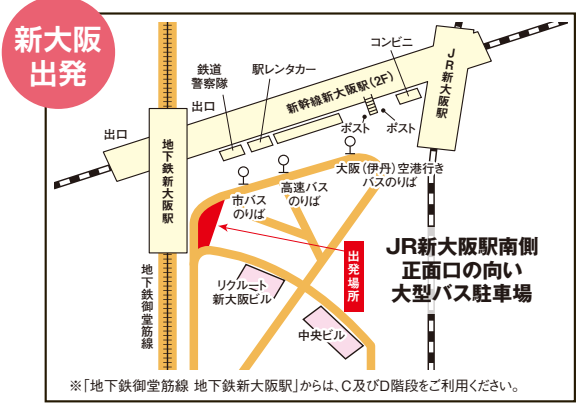 新大阪
出発
コンビニ
JR新大阪駅
鉄道
警察隊
駅レンタカー
新幹線新大阪駅(2F)
出口
出口
ポスト
ポスト
地下鉄新大阪駅
大阪(伊丹)空港行き
バスのりば
高速バス
のりば
市バス
のりば
出発場所
JR新大阪駅南側
正面口の向い
大型バス駐車場
地下鉄御堂筋線
リクルート
新大阪ビル
中央ビル
※「地下鉄御堂筋線 地下鉄新大阪駅」からは、C及びD階段をご利用ください。